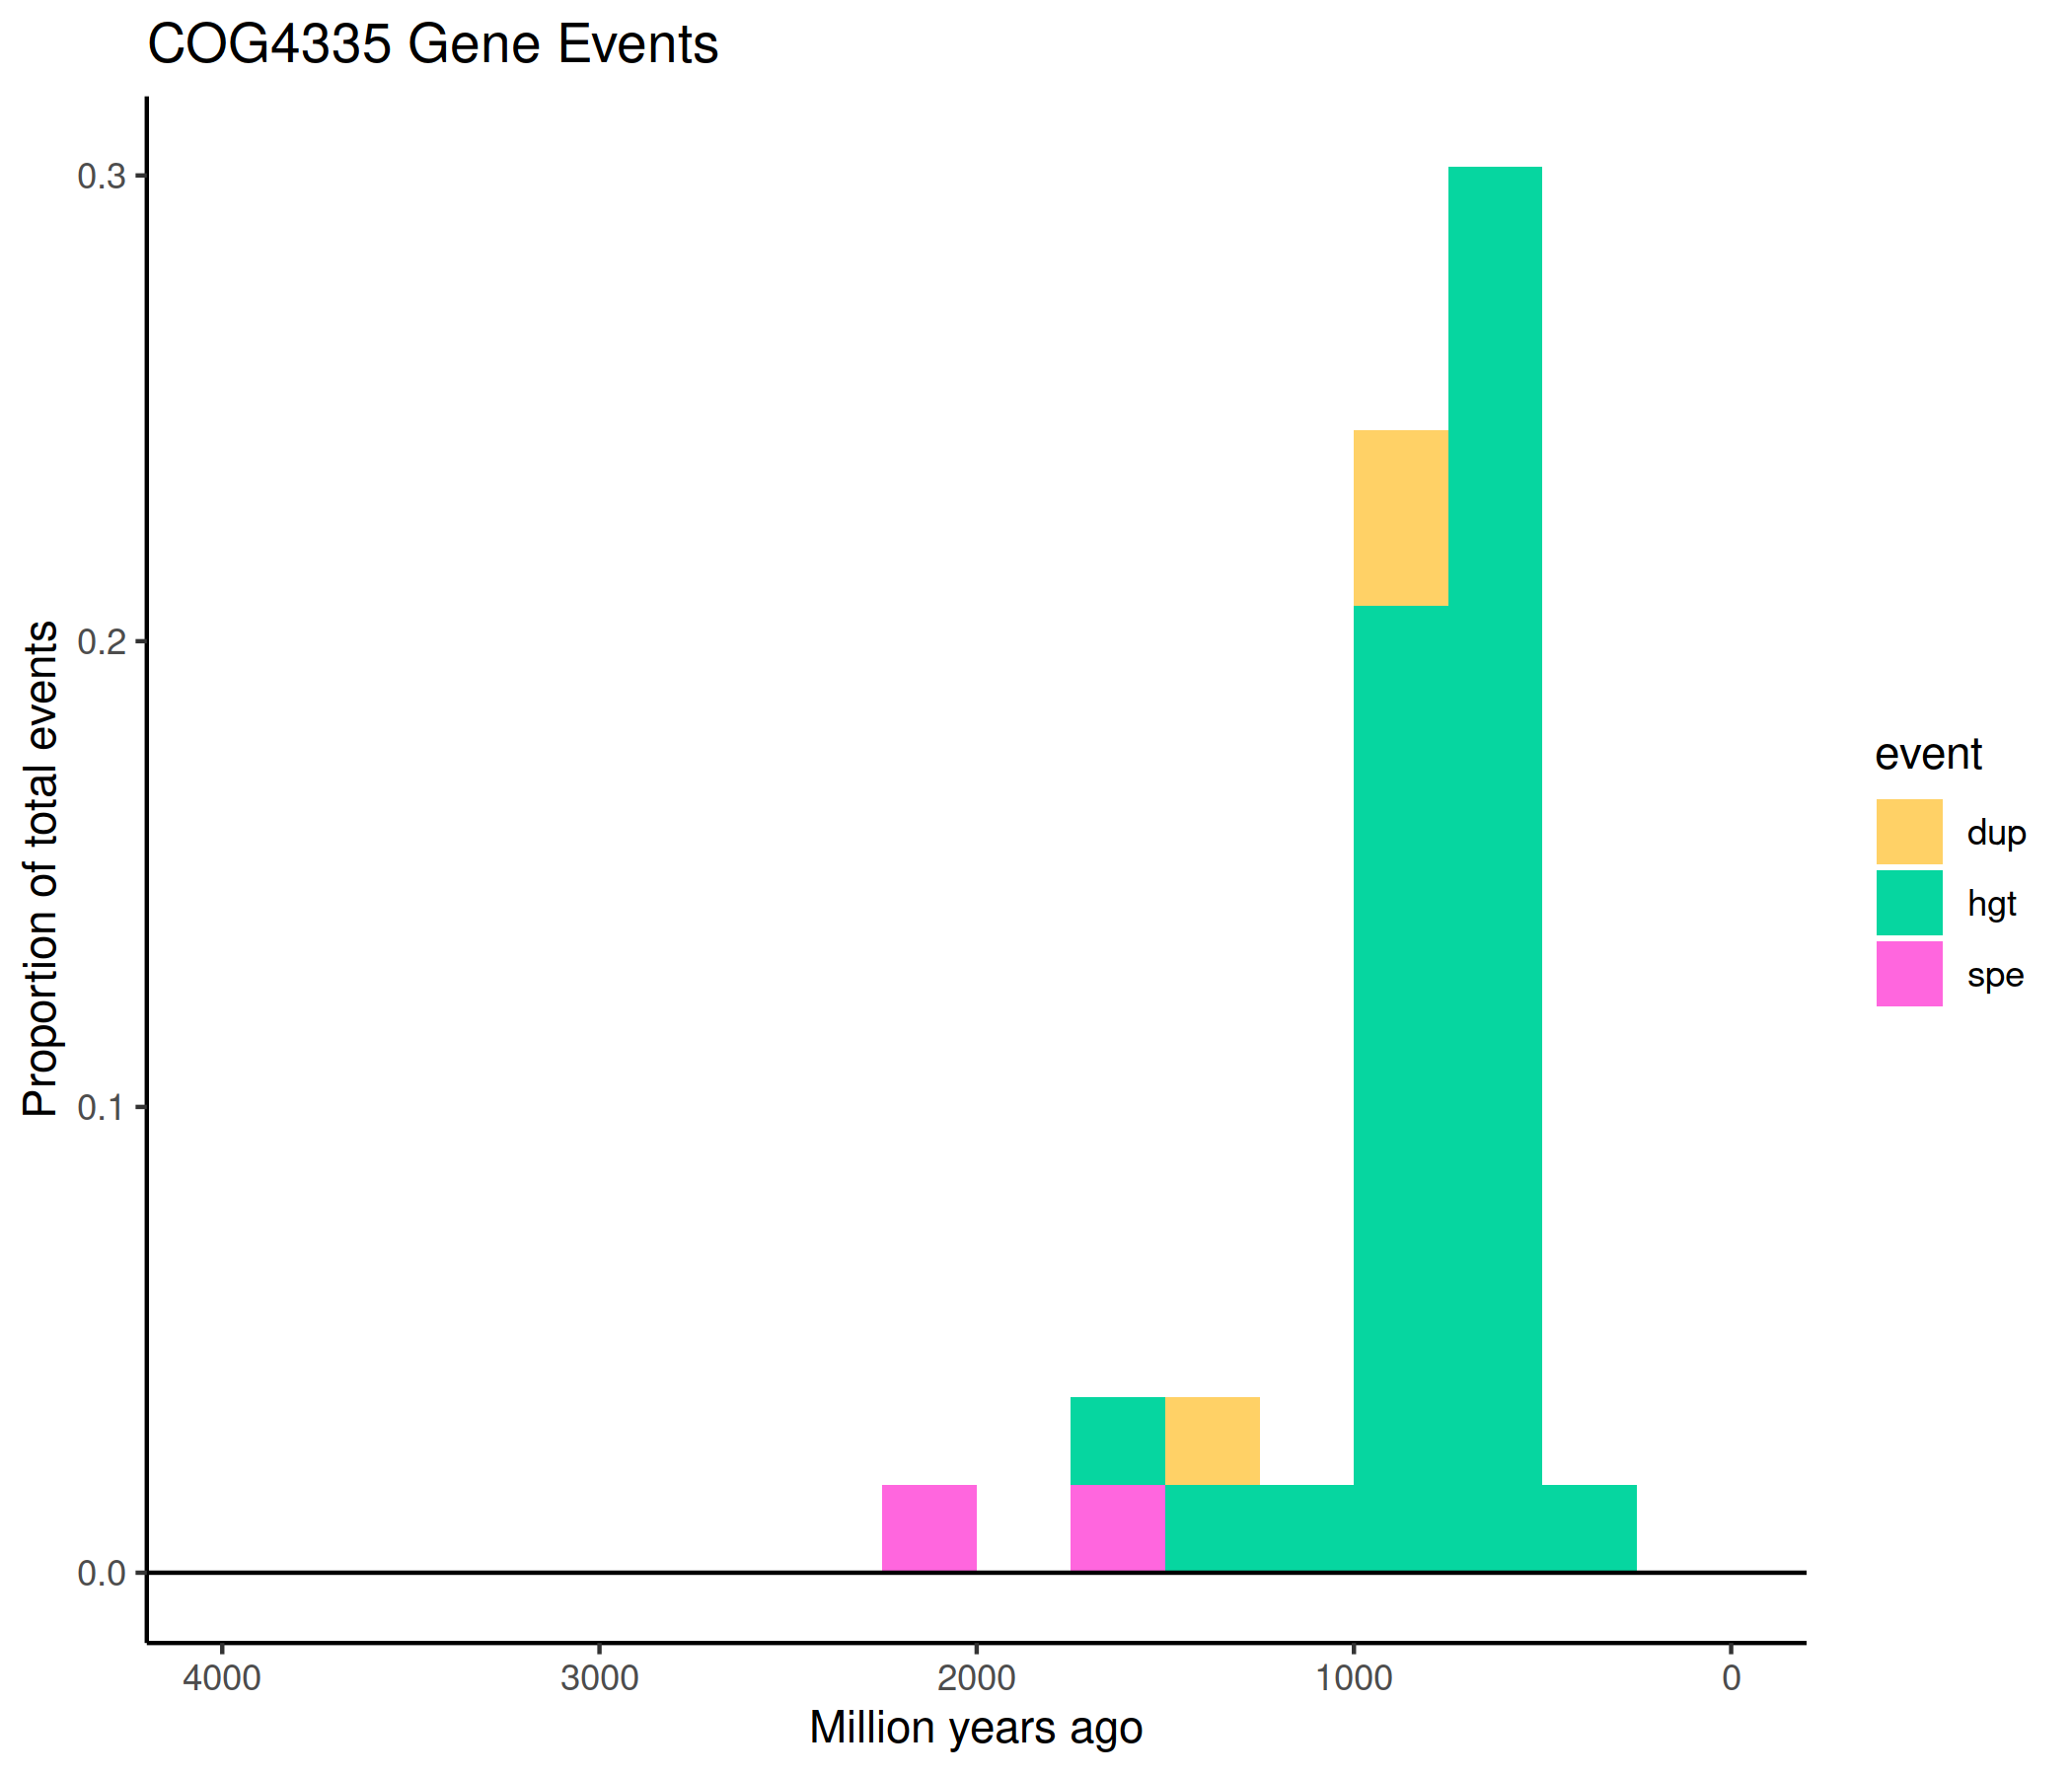 COG4335 Gene Events
Proportion of total events
0.3
0.2
0.1
0.0
4000
3000
2000
1000
0
Million years ago
event
dup
hgt
spe